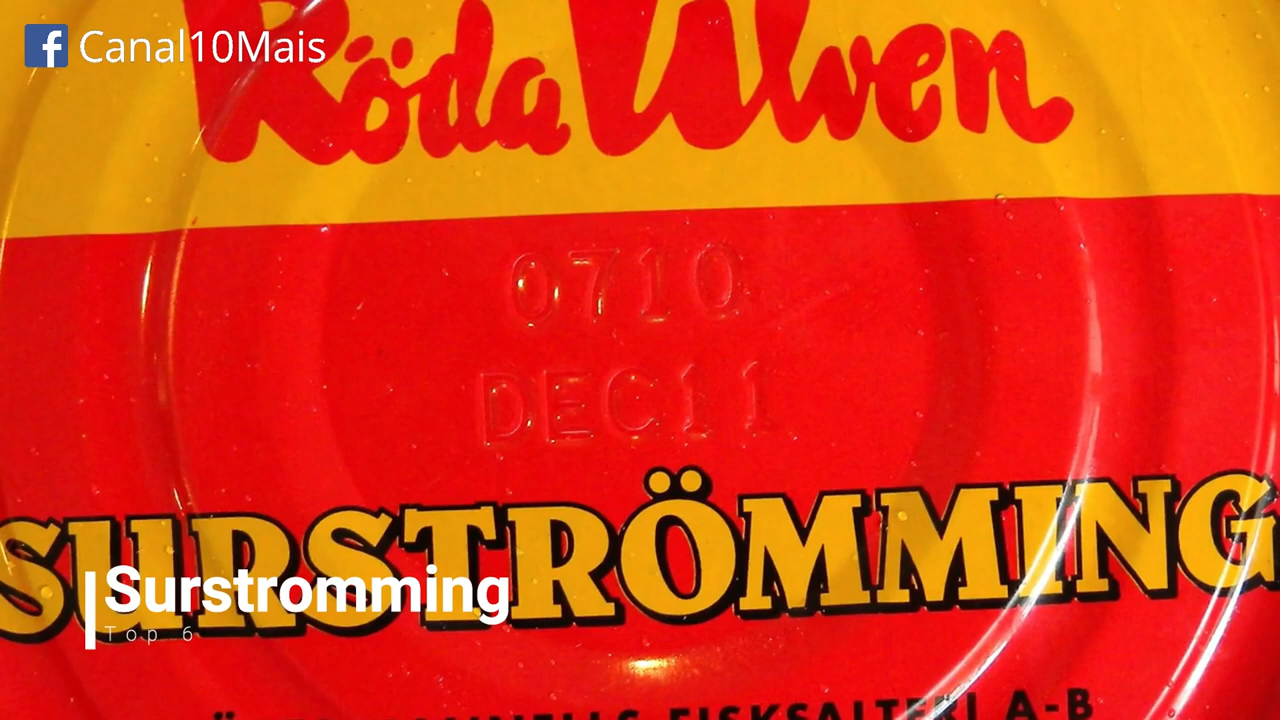 Canal10Mais
Röda Ulven
0710
DEC11
SURSTRÖMMING
Surstromming
Top 6
FISKSALTERI A-B